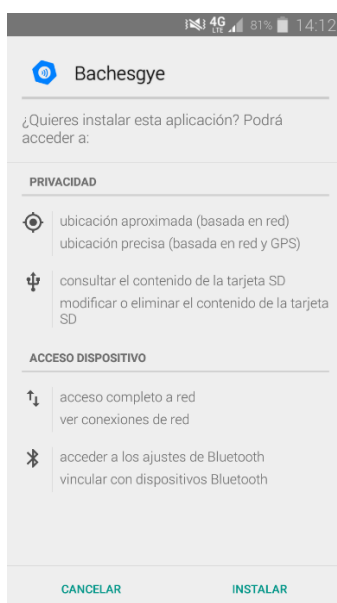 4G LTE 81% 14:12
Bachesgye
¿Quieres instalar esta aplicación? Podrá
acceder a:
PRIVACIDAD
ubicación aproximada (basada en red)
ubicación precisa (basada en red y GPS)
consultar el contenido de la tarjeta SD
modificar o eliminar el contenido de la tarjeta
SD
ACCESO DISPOSITIVO
acceso completo a red
ver conexiones de red
acceder a los ajustes de Bluetooth
vincular con dispositivos Bluetooth
CANCELAR INSTALAR